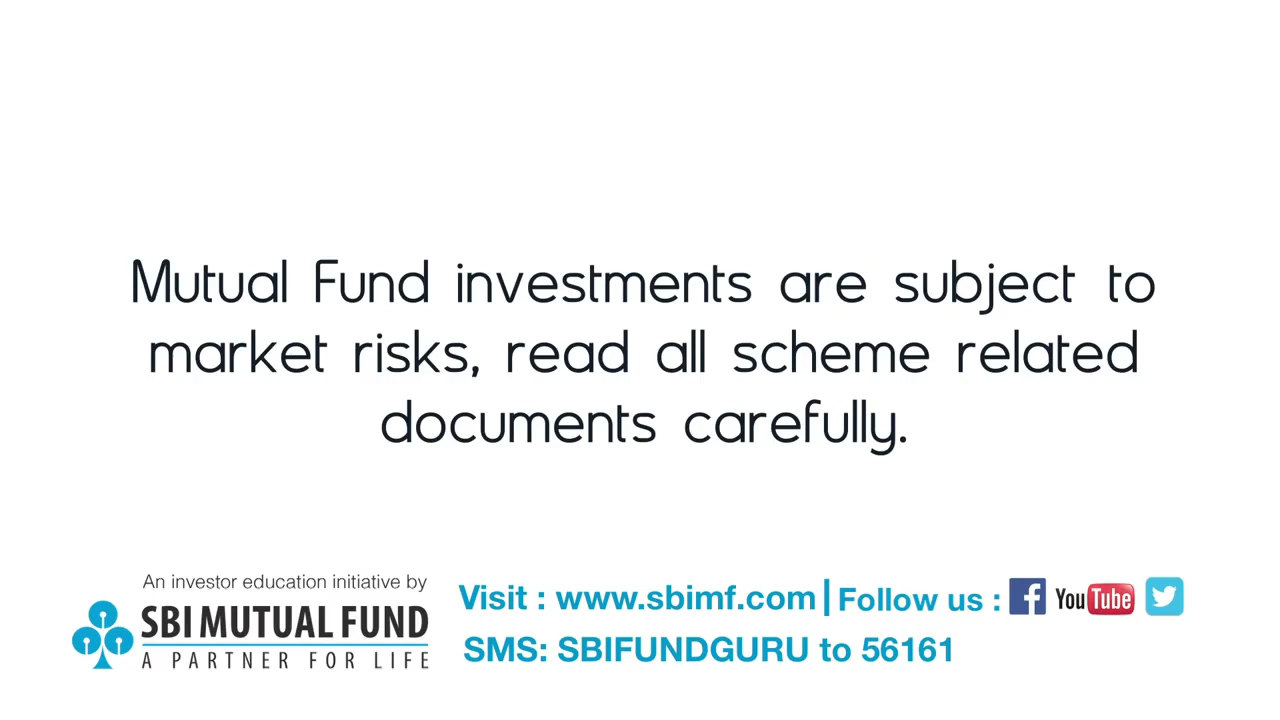 Mutual Fund investments are subject to
market risks, read all scheme related
documents carefully.
An investor education initiative by
SBI MUTUAL FUND
A PARTNER FOR LIFE
Visit : www.sbimf.com | Follow us : f YouTube
SMS: SBIFUNDGURU to 56161